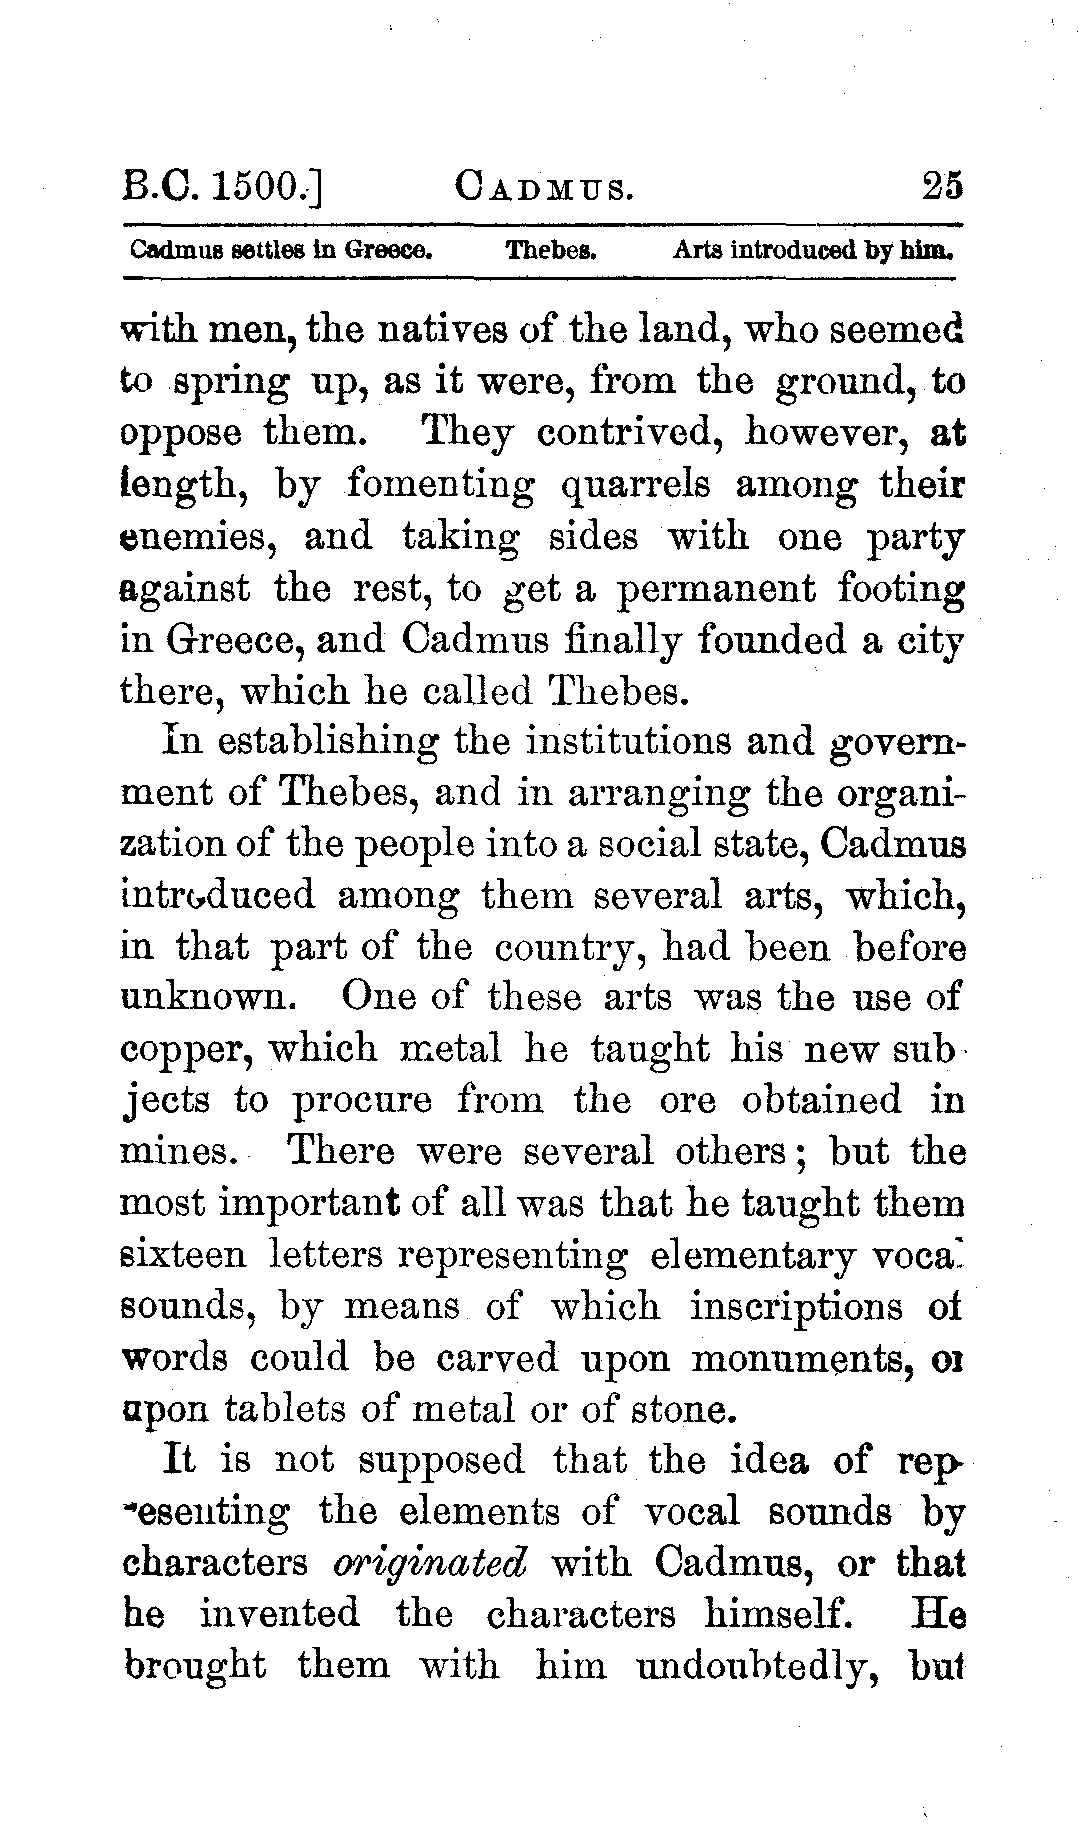 B.C. 1500.] CADMUS. 25
Cadmus settles in Greece. Thebes. Arts introduced by him.
with men, the natives of the land, who seemed
to spring up, as it were, from the ground, to
oppose them. They contrived, however, at
length, by fomenting quarrels among their
enemies, and taking sides with one party
against the rest, to get a permanent footing
in Greece, and Cadmus finally founded a city
there, which he called Thebes.
In establishing the institutions and govern-
ment of Thebes, and in arranging the organi-
zation of the people into a social state, Cadmus
introduced among them several arts, which,
in that part of the country, had been before
unknown. One of these arts was the use of
copper, which metal he taught his new sub-
jects to procure from the ore obtained in
mines. There were several others; but the
most important of all was that he taught them
sixteen letters representing elementary vocal
sounds, by means of which inscriptions of
words could be carved upon monuments, or
upon tablets of metal or of stone.
It is not supposed that the idea of rep-
resenting the elements of vocal sounds by
characters originated with Cadmus, or that
he invented the characters himself. He
brought them with him undoubtedly, but